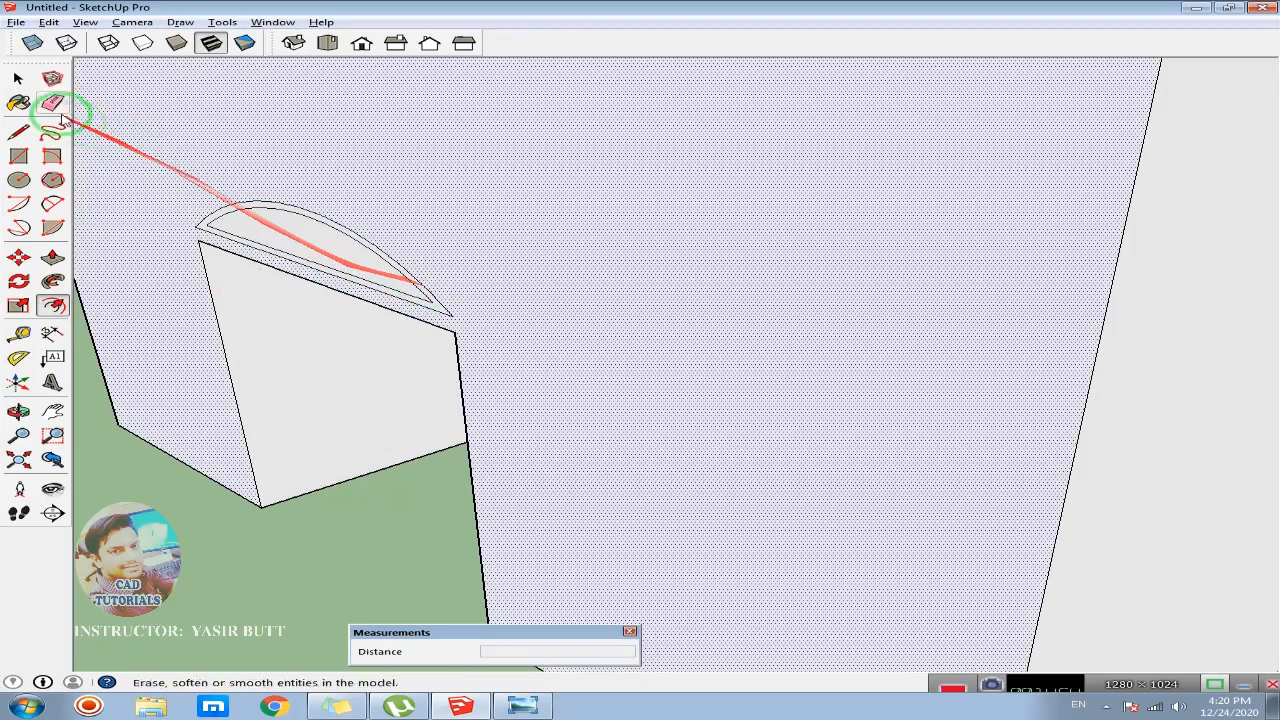 Untitled - SketchUp Pro
File Edit View Camera Draw Tools Window Help
A1
CAD
TUTORIALS
INSTRUCTOR: YASIR BUTT
Measurements
Distance
Erase, soften or smooth entities in the model.
1280 × 1024
EN
4:20 PM
12/24/2020